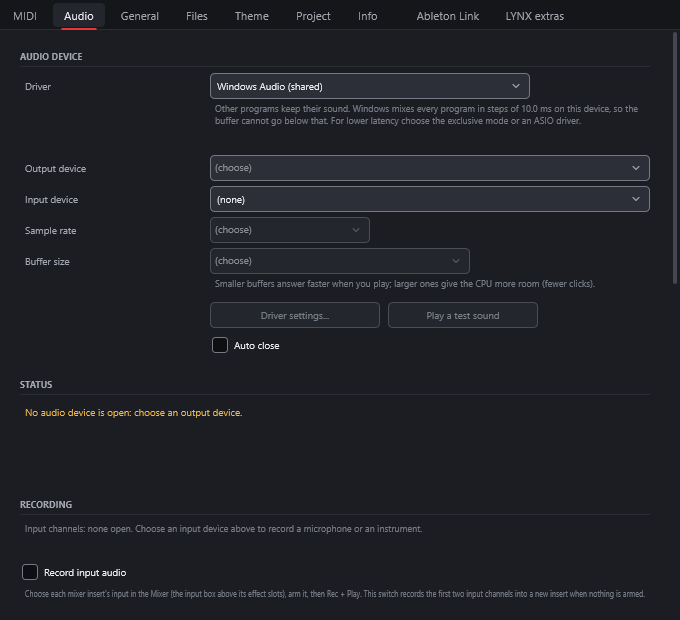 MIDI Audio General Files Theme Project Info Ableton Link LYNX extras
AUDIO DEVICE
Driver Windows Audio (shared)
Other programs keep their sound. Windows mixes every program in steps of 10.0 ms on this device, so the
buffer cannot go below that. For lower latency choose the exclusive mode or an ASIO driver.
Output device (choose)
Input device (none)
Sample rate (choose)
Buffer size (choose)
Smaller buffers answer faster when you play; larger ones give the CPU more room (fewer clicks).
Driver settings... Play a test sound
Auto close
STATUS
No audio device is open: choose an output device.
RECORDING
Input channels: none open. Choose an input device above to record a microphone or an instrument.
Record input audio
Choose each mixer insert's input in the Mixer (the input box above its effect slots), arm it, then Rec + Play. This switch records the first two input channels into a new insert when nothing is armed.